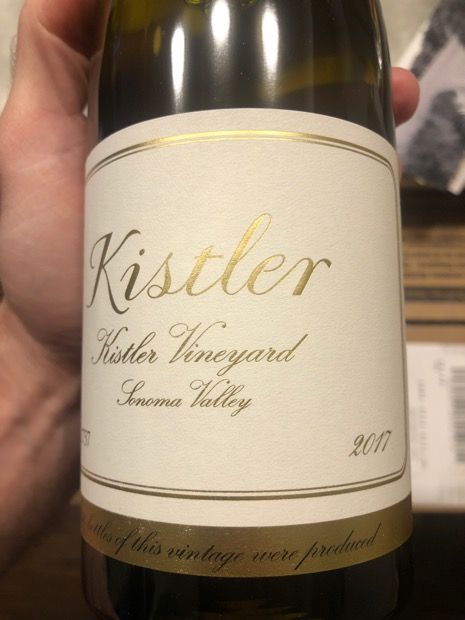 Kistler
Kistler Vineyard
Sonoma Valley
2017
bottles of this vintage were produced